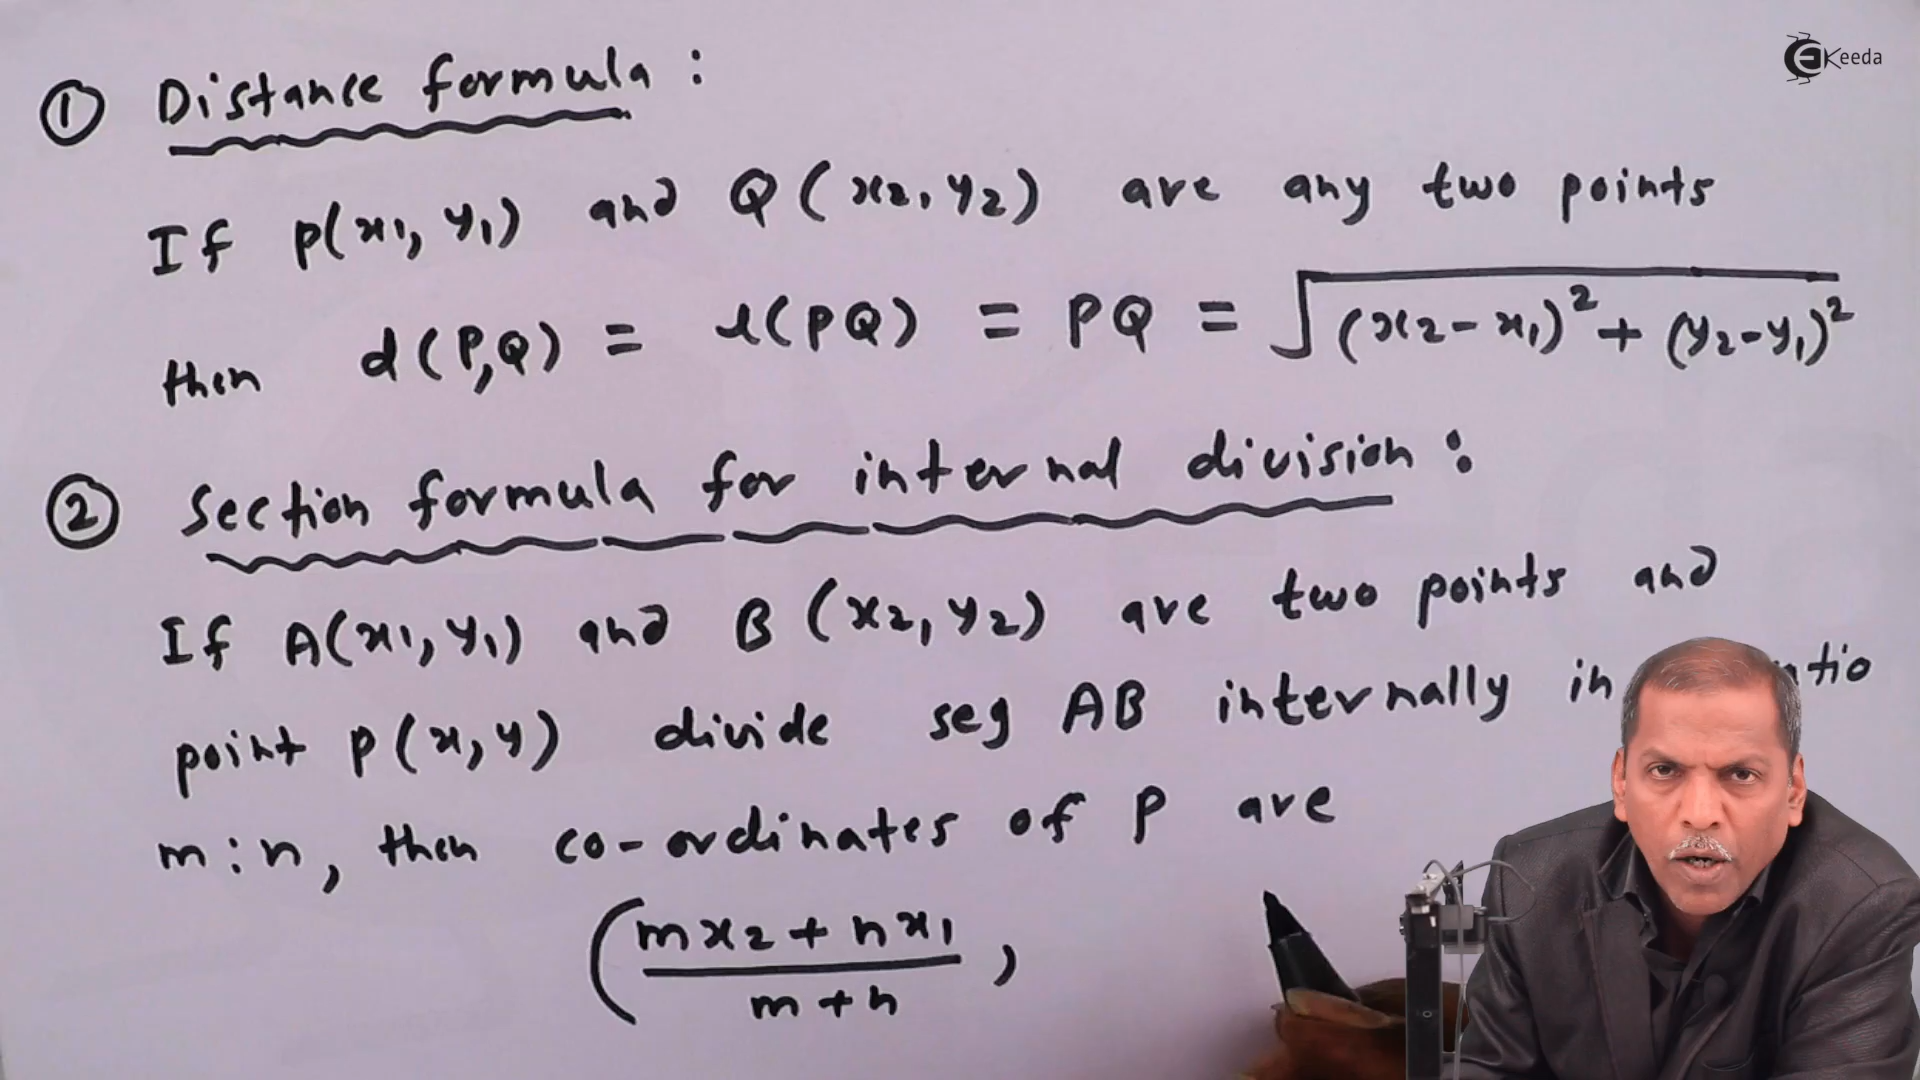 ① Distance formula :
If P(x₁, y₁) and Q(x₂, y₂) are any two points
then d(P,Q) = l(PQ) = PQ = √((x₂-x₁)² + (y₂-y₁)²)
② Section formula for internal division :
If A(x₁, y₁) and B(x₂, y₂) are two points and
point P(x, y) divide seg AB internally in
m:n, then co-ordinates of P are
(mx₂+nx₁
m+n ,
Ekeeda